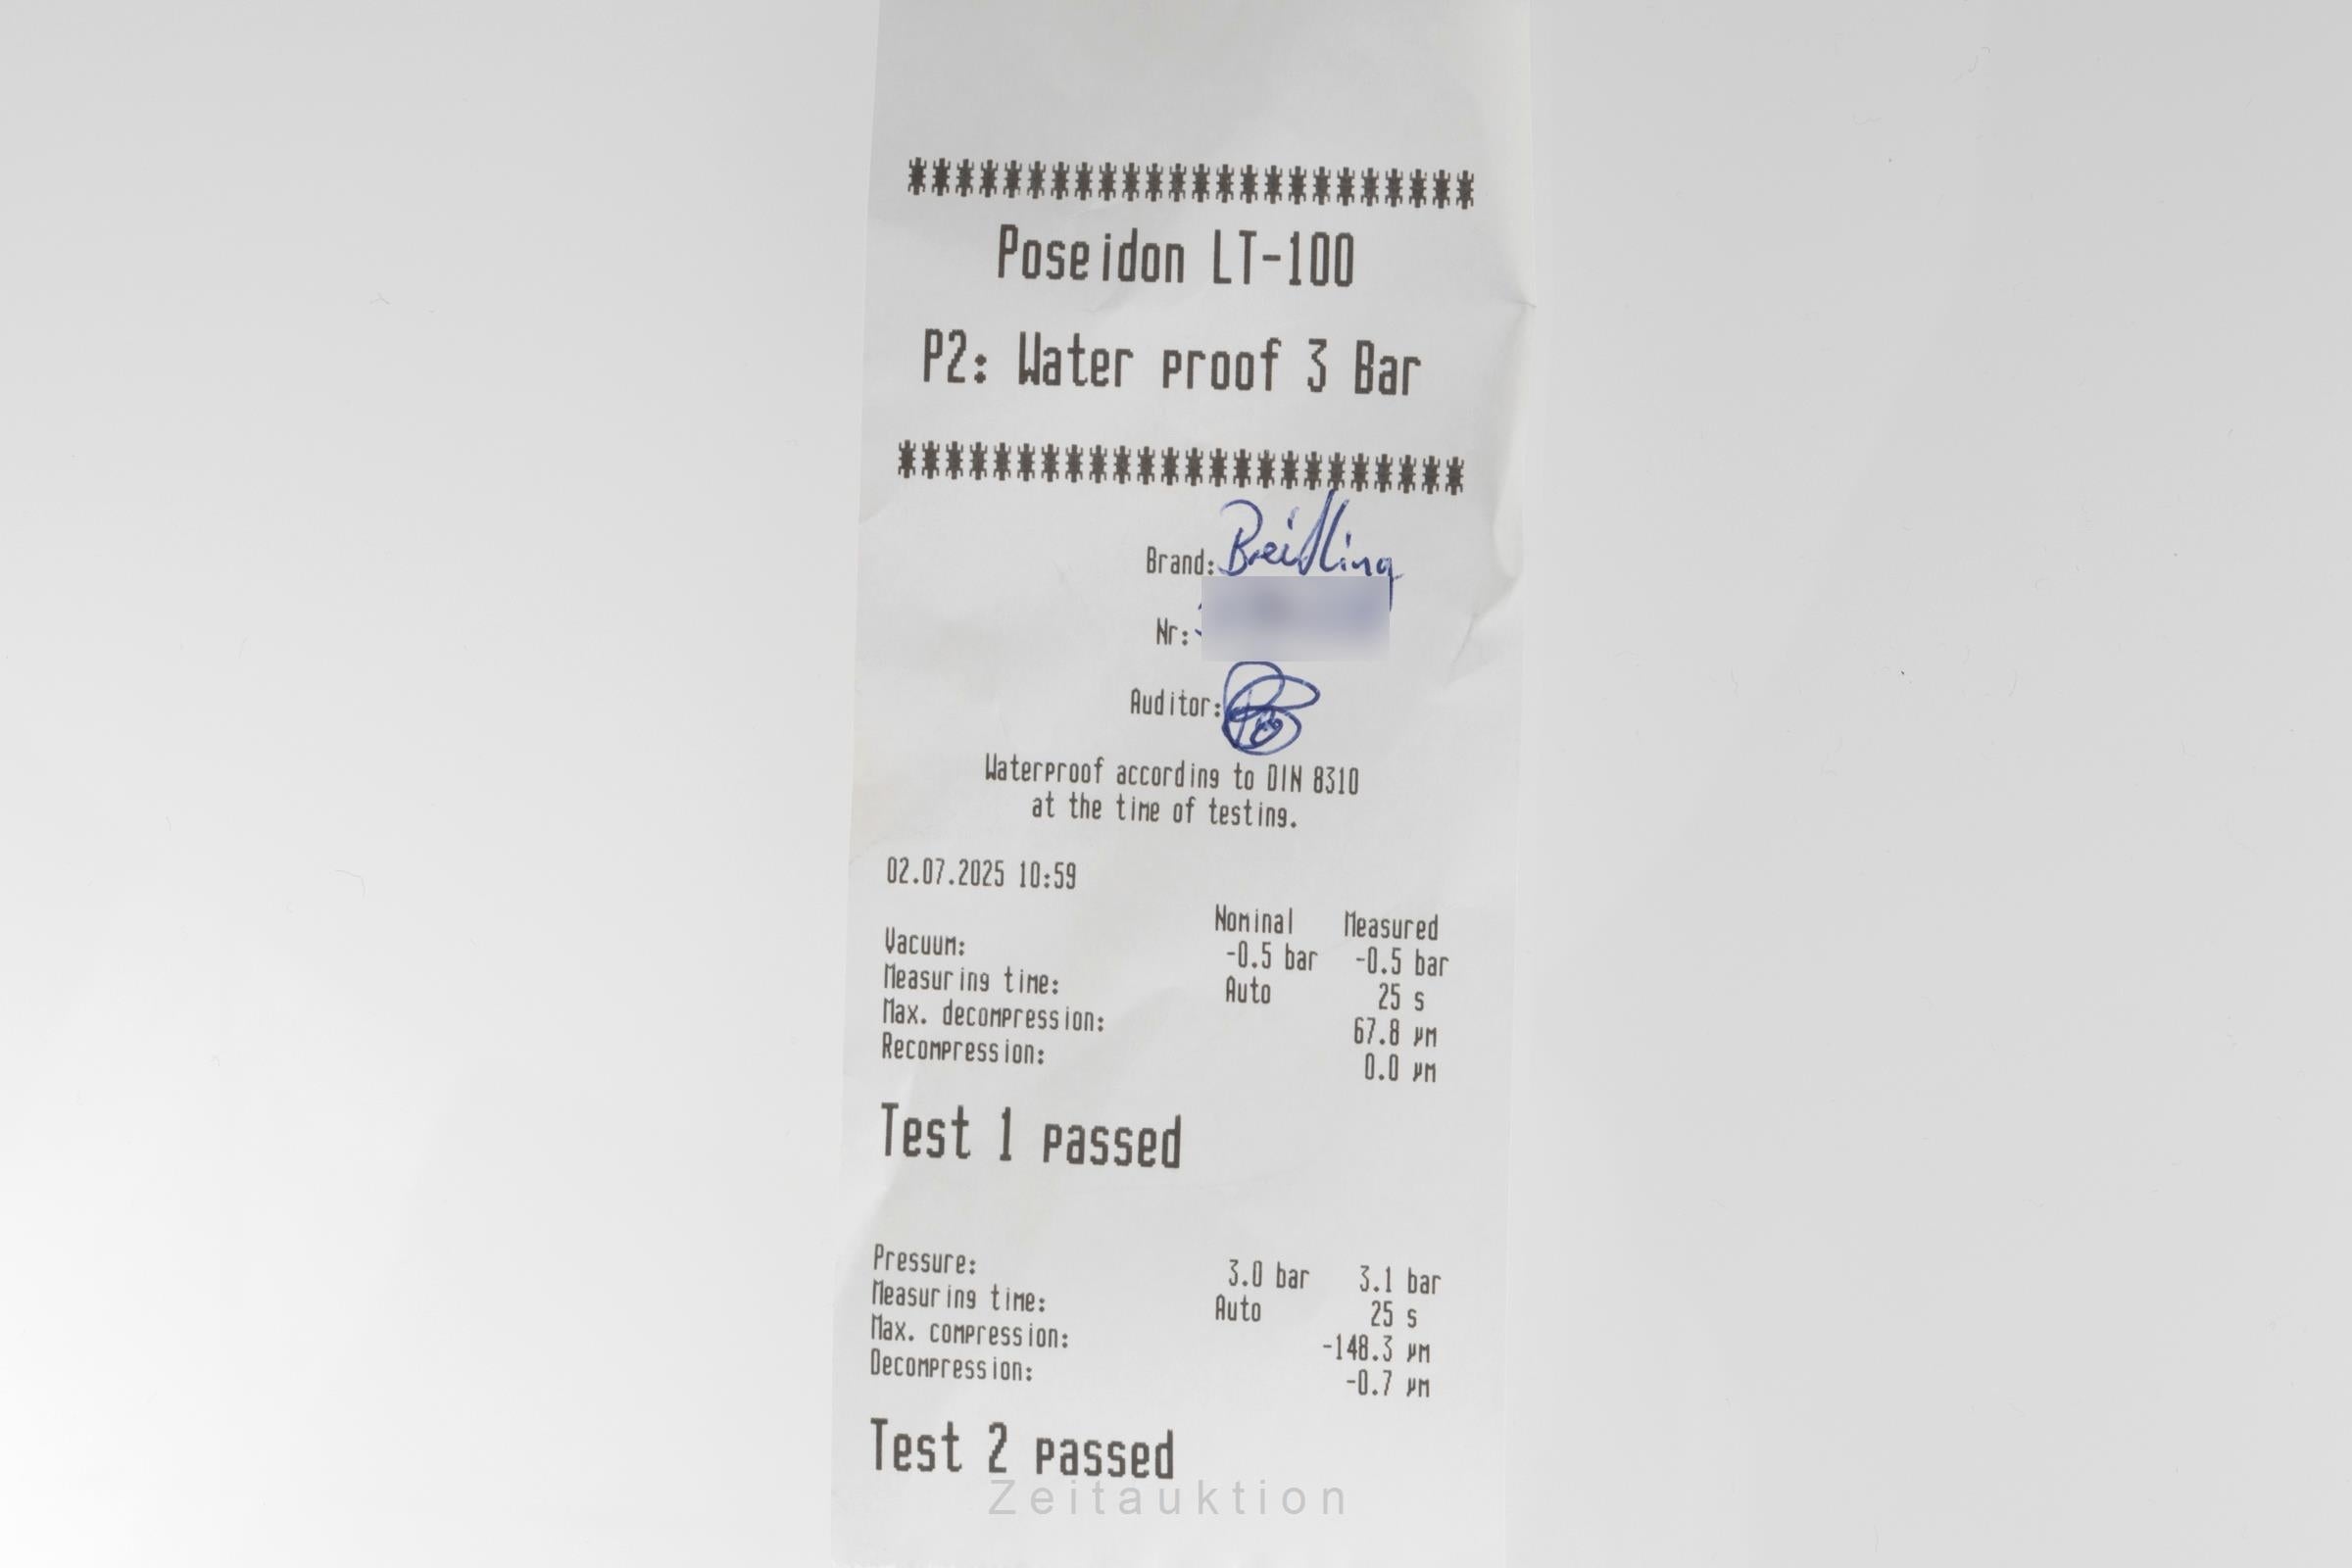 ************************
Poseidon LT-100
P2: Water proof 3 Bar
************************
Brand: Breitling
Nr:
Auditor:
Waterproof according to DIN 8310
at the time of testing.
02.07.2025 10:59
Nominal Measured
Vacuum: -0.5 bar -0.5 bar
Measuring time: Auto 25 s
Max. decompression: 67.8 µm
Recompression: 0.0 µm
Test 1 passed
Pressure: 3.0 bar 3.1 bar
Measuring time: Auto 25 s
Max. compression: -148.3 µm
Decompression: -0.7 µm
Test 2 passed
Zeitauktion